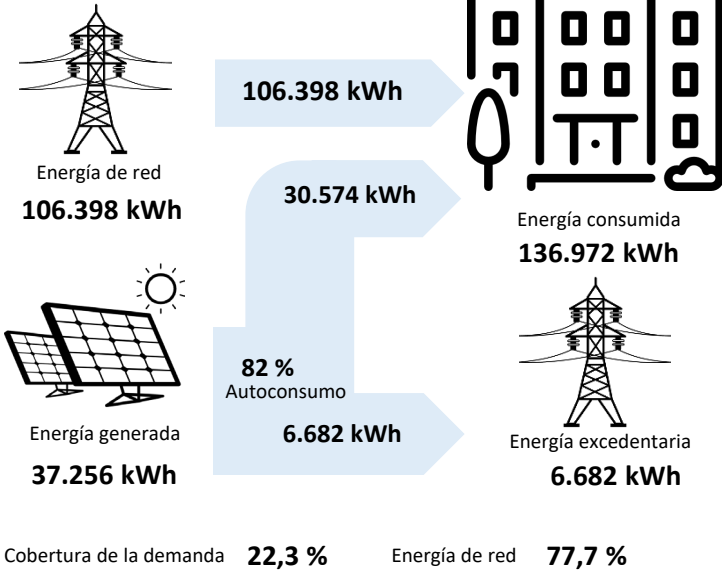 106.398 kWh
Energía de red
106.398 kWh
30.574 kWh
Energía consumida
136.972 kWh
82 %
Autoconsumo
Energía generada
37.256 kWh
6.682 kWh
Energía excedentaria
6.682 kWh
Cobertura de la demanda 22,3 % Energía de red 77,7 %